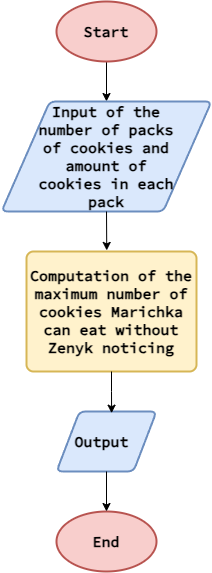 Start
Input of the
number of packs
of cookies and
amount of
cookies in each
pack
Computation of the
maximum number of
cookies Marichka
can eat without
Zenyk noticing
Output
End